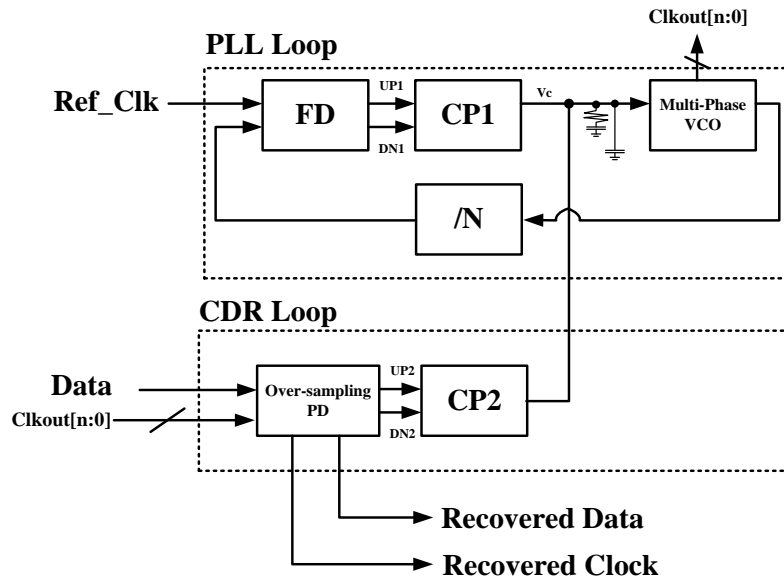 Clkout[n:0]
PLL Loop
Ref_Clk
FD
UP1
DN1
CP1
Vc
Multi-Phase
VCO
/N
CDR Loop
Data
Clkout[n:0]
Over-sampling
PD
UP2
DN2
CP2
Recovered Data
Recovered Clock